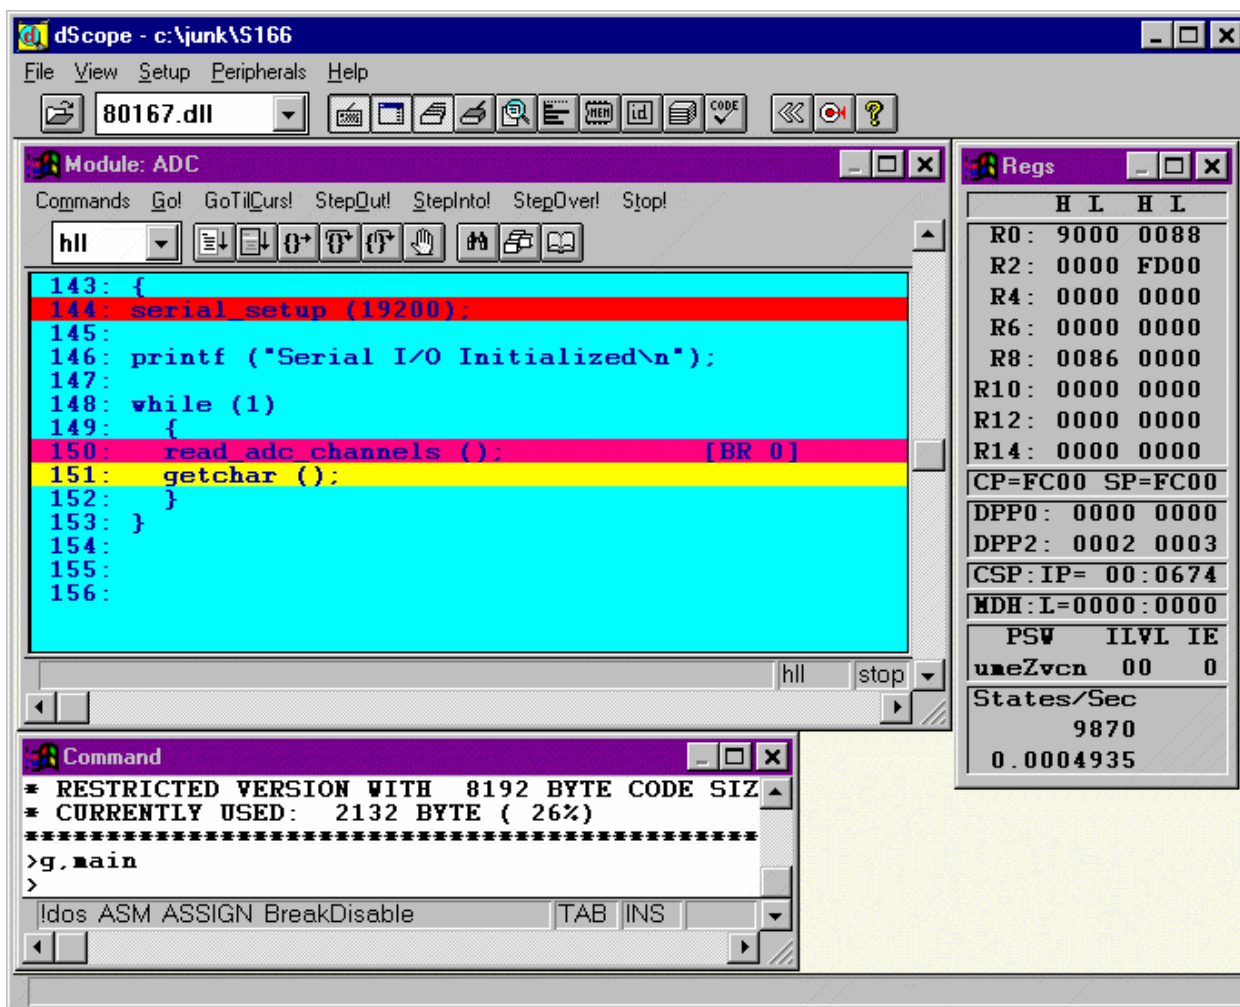 dScope - c:\junk\S166
File View Setup Peripherals Help
80167.dll MEM id CODE
Module: ADC
Commands Go! GoTilCurs! StepOut! StepInto! StepOver! Stop!
hll
143: {
144: serial_setup (19200);
145:
146: printf ("Serial I/O Initialized\n");
147:
148: while (1)
149: {
150: read_adc_channels (); [BR 0]
151: getchar ();
152: }
153: }
154:
155:
156:
hll stop
Command
* RESTRICTED VERSION WITH 8192 BYTE CODE SIZ
* CURRENTLY USED: 2132 BYTE ( 26%)
**********************************************
>g,main
>
!dos ASM ASSIGN BreakDisable TAB INS
Regs
H L H L
R0: 9000 0088
R2: 0000 FD00
R4: 0000 0000
R6: 0000 0000
R8: 0086 0000
R10: 0000 0000
R12: 0000 0000
R14: 0000 0000
CP=FC00 SP=FC00
DPP0: 0000 0000
DPP2: 0002 0003
CSP:IP= 00:0674
MDH:L=0000:0000
PSW ILVL IE
umeZvcn 00 0
States/Sec
9870
0.0004935